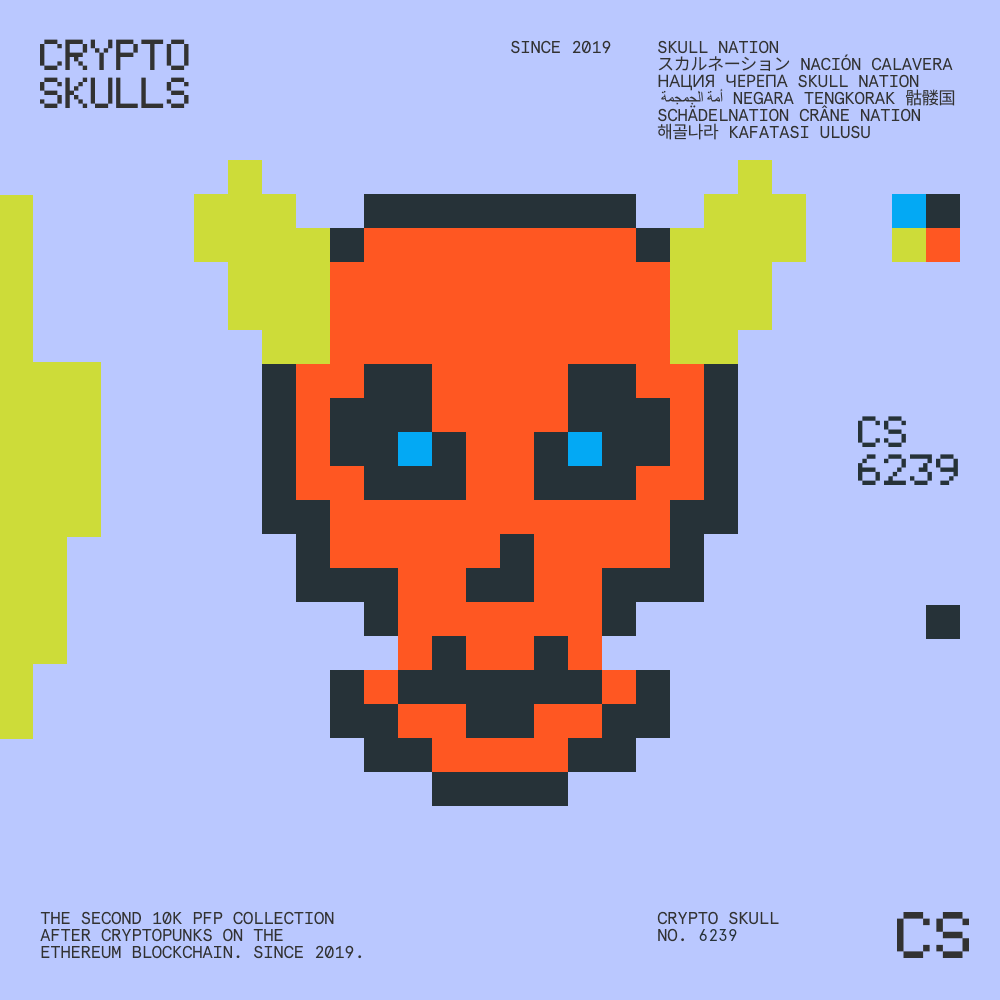 CRYPTO
SKULLS
SINCE 2019
SKULL NATION
スカルネーション NACIÓN CALAVERA
НАЦИЯ ЧЕРЕПА SKULL NATION
أمة الجمجمة NEGARA TENGKORAK 骷髅国
SCHÄDELNATION CRÂNE NATION
해골나라 KAFATASI ULUSU
CS
6239
THE SECOND 10K PFP COLLECTION
AFTER CRYPTOPUNKS ON THE
ETHEREUM BLOCKCHAIN. SINCE 2019.
CRYPTO SKULL
NO. 6239
CS